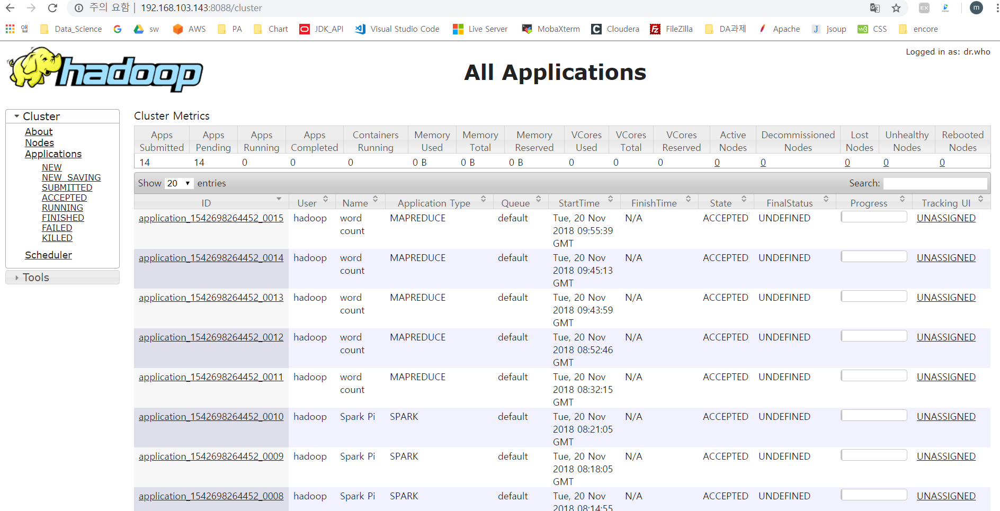 주의 요함 | 192.168.103.143:8088/cluster
EX
m
앱 Data_Science sw AWS PA Chart JDK_API Visual Studio Code Live Server MobaXterm Cloudera FileZilla DA과제 Apache jsoup CSS encore
hadoop
Logged in as: dr.who
All Applications
Cluster
About
Nodes
Applications
NEW
NEW_SAVING
SUBMITTED
ACCEPTED
RUNNING
FINISHED
FAILED
KILLED
Scheduler
Tools
Cluster Metrics
Apps Submitted Apps Pending Apps Running Apps Completed Containers Running Memory Used Memory Total Memory Reserved VCores Used VCores Total VCores Reserved Active Nodes Decommissioned Nodes Lost Nodes Unhealthy Nodes Rebooted Nodes
14 14 0 0 0 0 B 0 B 0 B 0 0 0 0 0 0 0 0
Show 20 entries Search:
ID User Name Application Type Queue StartTime FinishTime State FinalStatus Progress Tracking UI
application_1542698264452_0015 hadoop word count MAPREDUCE default Tue, 20 Nov 2018 09:55:39 GMT N/A ACCEPTED UNDEFINED UNASSIGNED
application_1542698264452_0014 hadoop word count MAPREDUCE default Tue, 20 Nov 2018 09:45:13 GMT N/A ACCEPTED UNDEFINED UNASSIGNED
application_1542698264452_0013 hadoop word count MAPREDUCE default Tue, 20 Nov 2018 09:43:59 GMT N/A ACCEPTED UNDEFINED UNASSIGNED
application_1542698264452_0012 hadoop word count MAPREDUCE default Tue, 20 Nov 2018 08:52:46 GMT N/A ACCEPTED UNDEFINED UNASSIGNED
application_1542698264452_0011 hadoop word count MAPREDUCE default Tue, 20 Nov 2018 08:32:15 GMT N/A ACCEPTED UNDEFINED UNASSIGNED
application_1542698264452_0010 hadoop Spark Pi SPARK default Tue, 20 Nov 2018 08:21:05 GMT N/A ACCEPTED UNDEFINED UNASSIGNED
application_1542698264452_0009 hadoop Spark Pi SPARK default Tue, 20 Nov 2018 08:18:05 GMT N/A ACCEPTED UNDEFINED UNASSIGNED
application_1542698264452_0008 hadoop Spark Pi SPARK default Tue, 20 Nov 2018 08:14:55 N/A ACCEPTED UNDEFINED UNASSIGNED